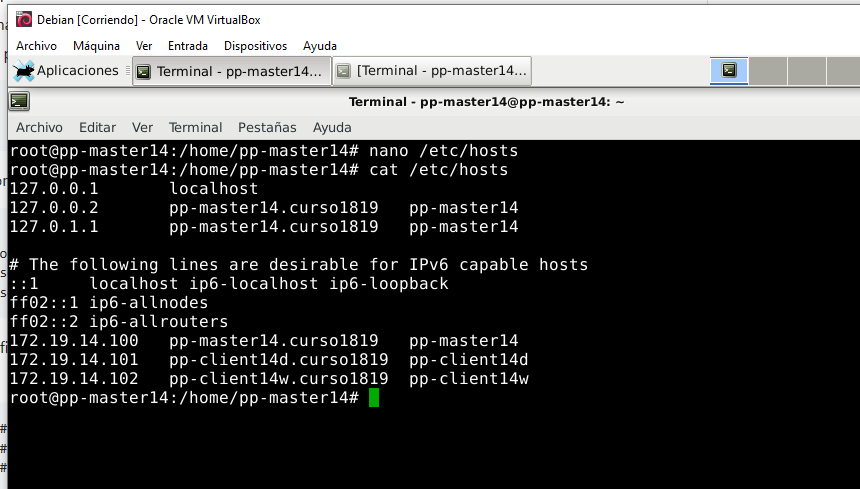 Debian [Corriendo] - Oracle VM VirtualBox
Archivo Máquina Ver Entrada Dispositivos Ayuda
Aplicaciones Terminal - pp-master14... [Terminal - pp-master14...
Terminal - pp-master14@pp-master14: ~
Archivo Editar Ver Terminal Pestañas Ayuda
root@pp-master14:/home/pp-master14# nano /etc/hosts
root@pp-master14:/home/pp-master14# cat /etc/hosts
127.0.0.1 localhost
127.0.0.2 pp-master14.curso1819 pp-master14
127.0.1.1 pp-master14.curso1819 pp-master14
# The following lines are desirable for IPv6 capable hosts
::1 localhost ip6-localhost ip6-loopback
ff02::1 ip6-allnodes
ff02::2 ip6-allrouters
172.19.14.100 pp-master14.curso1819 pp-master14
172.19.14.101 pp-client14d.curso1819 pp-client14d
172.19.14.102 pp-client14w.curso1819 pp-client14w
root@pp-master14:/home/pp-master14#
#
#
#